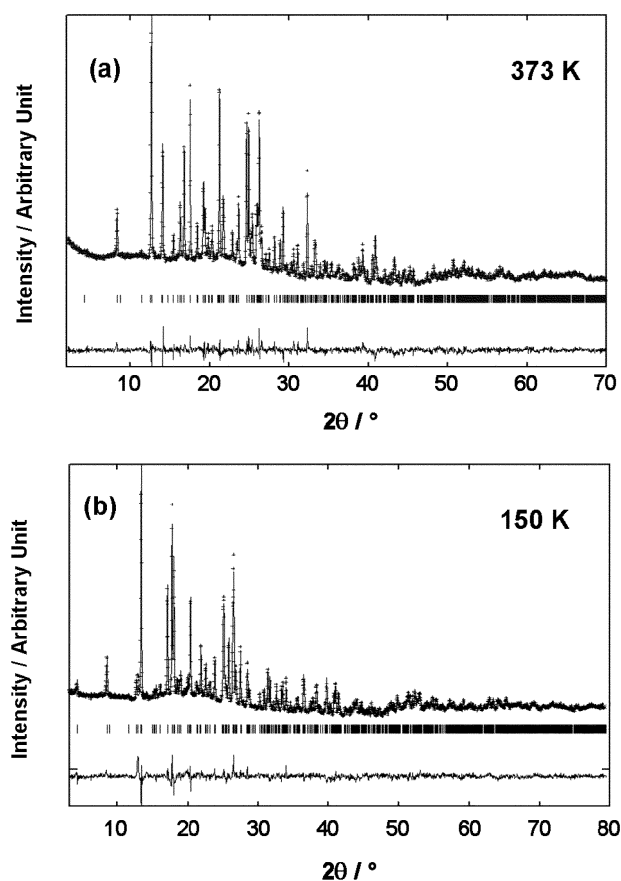 (a)
373 K
Intensity / Arbitrary Unit
10 20 30 40 50 60 70
2θ / °
(b)
150 K
Intensity / Arbitrary Unit
10 20 30 40 50 60 70 80
2θ / °